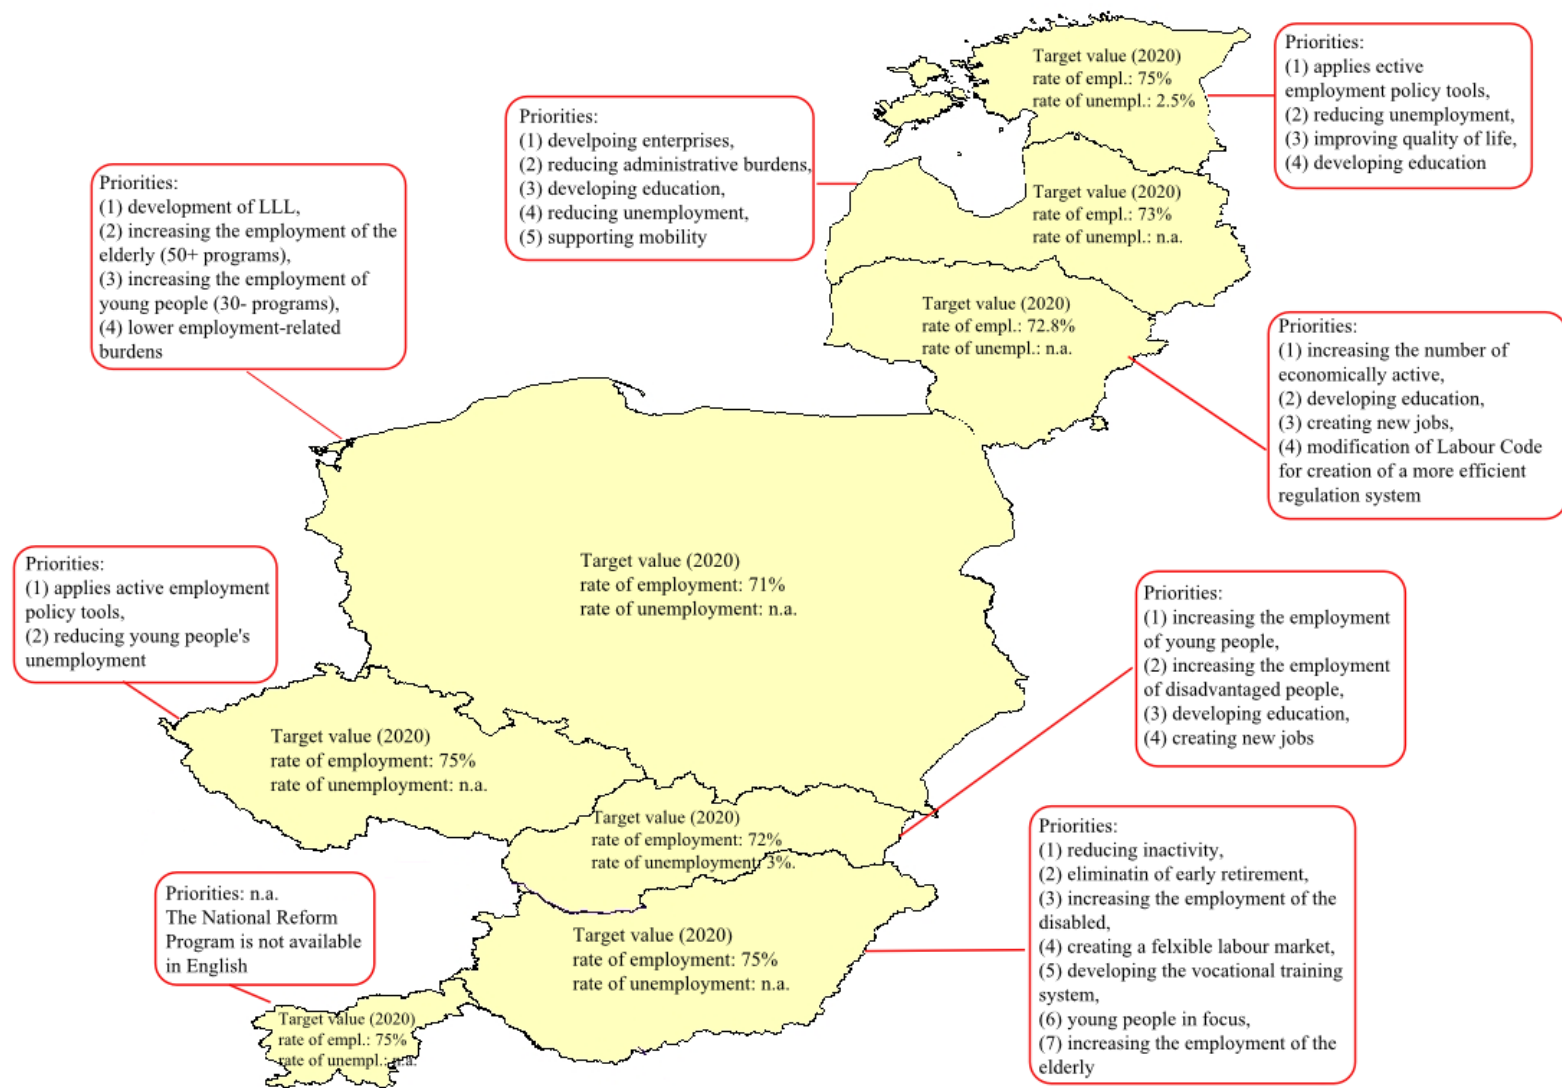 Target value (2020)
rate of empl.: 75%
rate of unempl.: 2.5%
Priorities:
(1) applies ective
employment policy tools,
(2) reducing unemployment,
(3) improving quality of life,
(4) developing education
Priorities:
(1) develpoing enterprises,
(2) reducing administrative burdens,
(3) developing education,
(4) reducing unemployment,
(5) supporting mobility
Target value (2020)
rate of empl.: 73%
rate of unempl.: n.a.
Priorities:
(1) development of LLL,
(2) increasing the employment of the
elderly (50+ programs),
(3) increasing the employment of
young people (30- programs),
(4) lower employment-related
burdens
Target value (2020)
rate of empl.: 72.8%
rate of unempl.: n.a.
Priorities:
(1) increasing the number of
economically active,
(2) developing education,
(3) creating new jobs,
(4) modification of Labour Code
for creation of a more efficient
regulation system
Target value (2020)
rate of employment: 71%
rate of unemployment: n.a.
Priorities:
(1) applies active employment
policy tools,
(2) reducing young people's
unemployment
Priorities:
(1) increasing the employment
of young people,
(2) increasing the employment
of disadvantaged people,
(3) developing education,
(4) creating new jobs
Target value (2020)
rate of employment: 75%
rate of unemployment: n.a.
Target value (2020)
rate of employment: 72%
rate of unemployment: 3%.
Priorities:
(1) reducing inactivity,
(2) eliminatin of early retirement,
(3) increasing the employment of the
disabled,
(4) creating a felxible labour market,
(5) developing the vocational training
system,
(6) young people in focus,
(7) increasing the employment of the
elderly
Priorities: n.a.
The National Reform
Program is not available
in English
Target value (2020)
rate of employment: 75%
rate of unemployment: n.a.
Target value (2020)
rate of empl.: 75%
rate of unempl.: n.a.